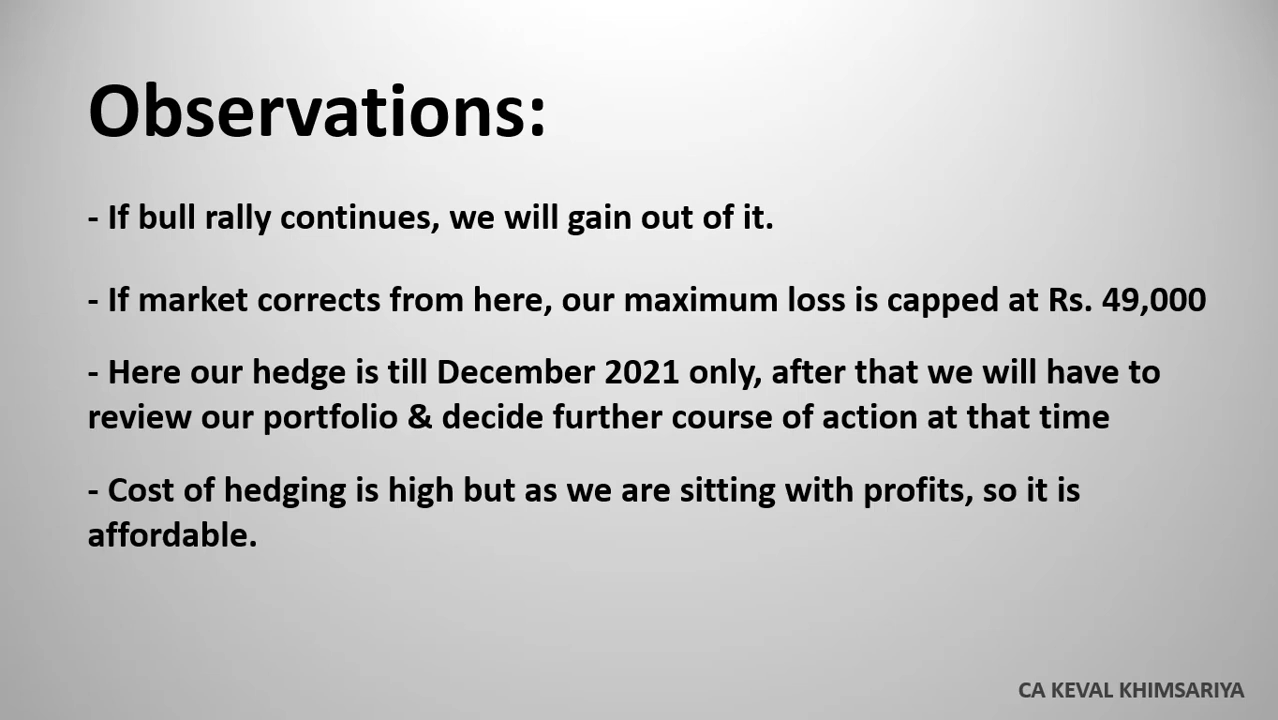 Observations:
- If bull rally continues, we will gain out of it.
- If market corrects from here, our maximum loss is capped at Rs. 49,000
- Here our hedge is till December 2021 only, after that we will have to
review our portfolio & decide further course of action at that time
- Cost of hedging is high but as we are sitting with profits, so it is
affordable.
CA KEVAL KHIMSARIYA